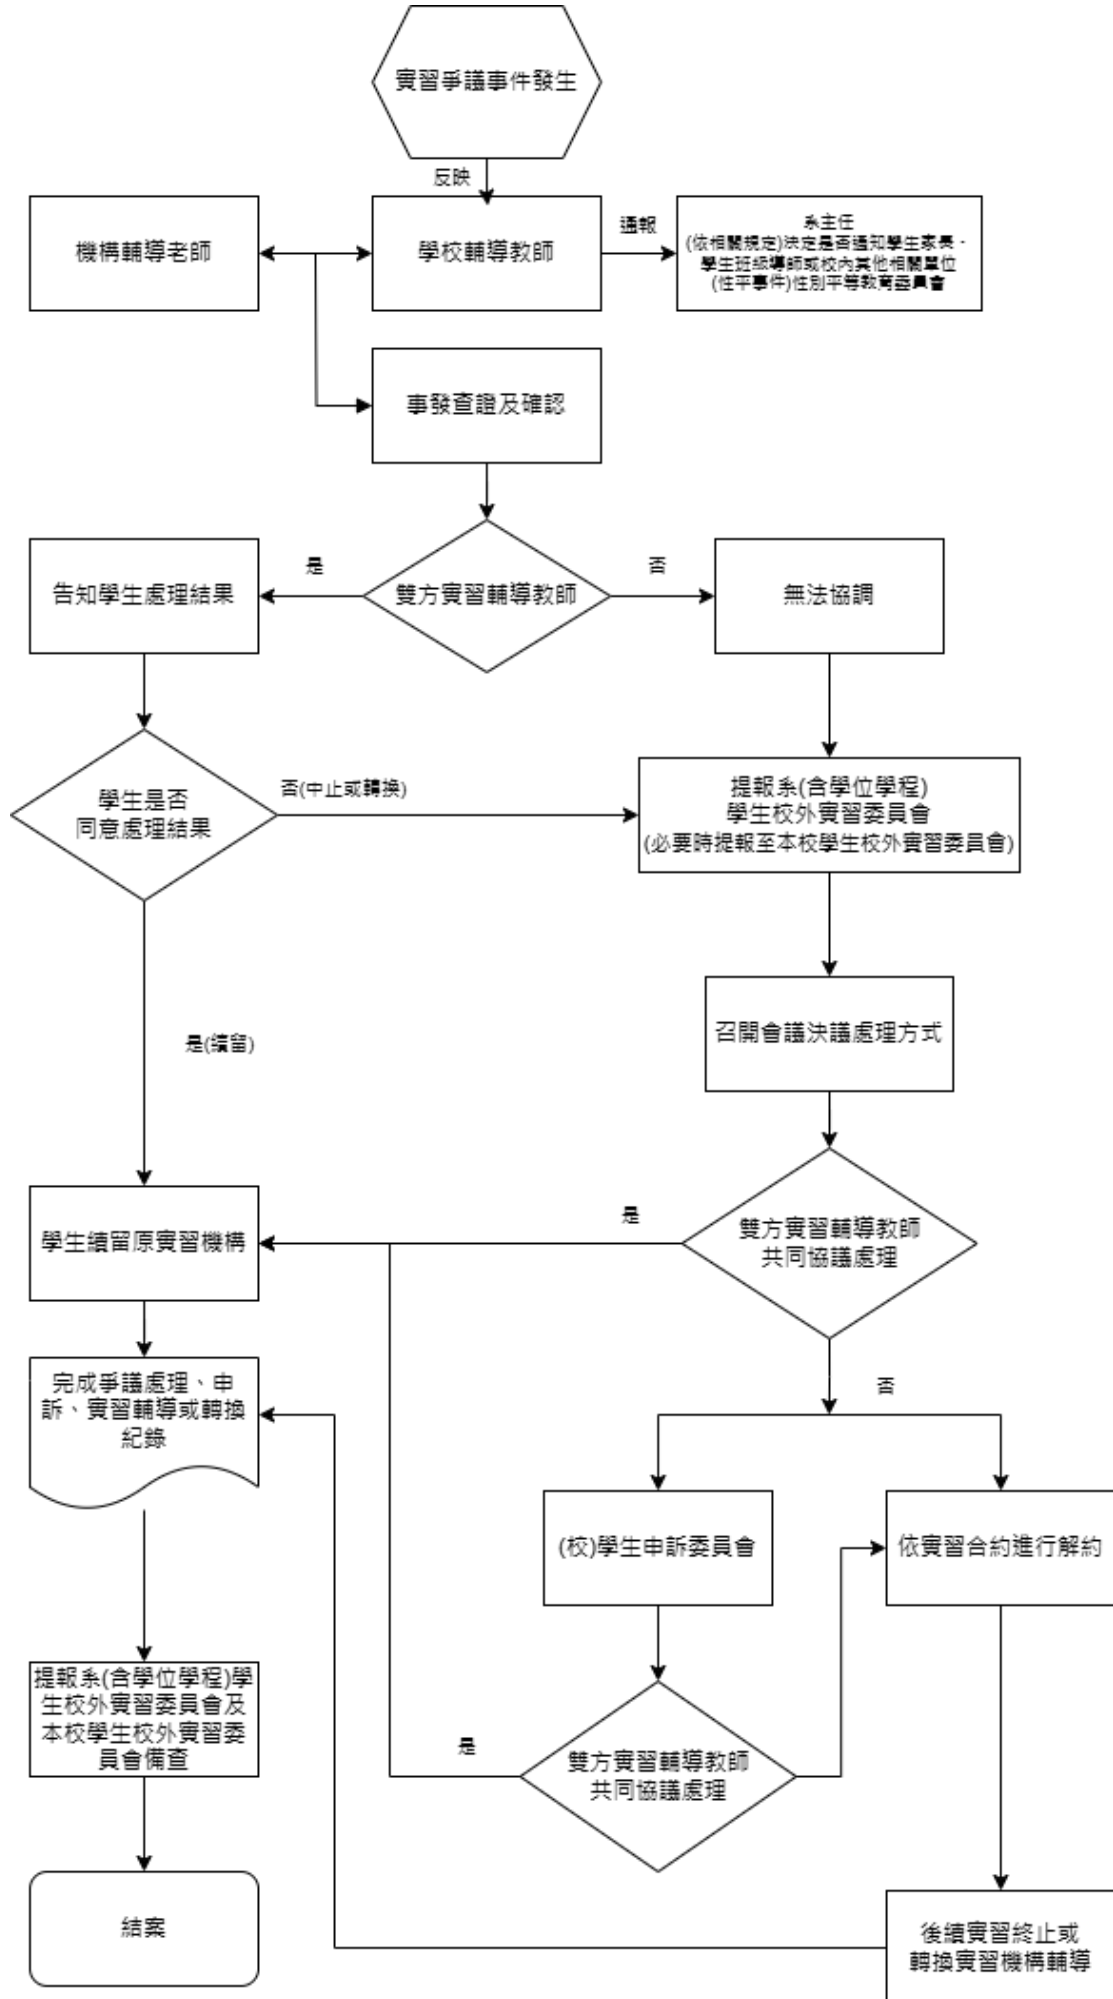 實習爭議事件發生
反映
機構輔導老師
學校輔導教師
通報
系主任
(依相關規定)決定是否通知學生家長、
學生班級導師或校內其他相關單位
(性平事件)性別平等教育委員會
事發查證及確認
告知學生處理結果
是
雙方實習輔導教師
否
無法協調
學生是否
同意處理結果
否(中止或轉換)
提報系(含學位學程)
學生校外實習委員會
(必要時提報至本校學生校外實習委員會)
是(續留)
召開會議決議處理方式
學生續留原實習機構
是
雙方實習輔導教師
共同協議處理
否
完成爭議處理、申
訴、實習輔導或轉換
紀錄
(校)學生申訴委員會
依實習合約進行解約
提報系(含學位學程)學
生校外實習委員會及
本校學生校外實習委
員會備查
是
雙方實習輔導教師
共同協議處理
結案
後續實習終止或
轉換實習機構輔導